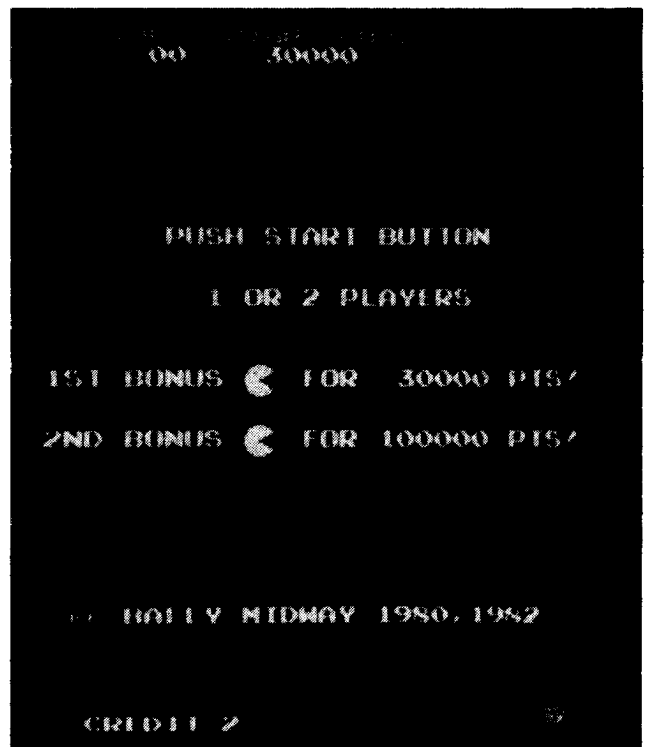 00 30000
PUSH START BUTTON
1 OR 2 PLAYERS
1ST BONUS FOR 30000 PTS!
2ND BONUS FOR 100000 PTS!
BALLY MIDWAY 1980,1982
CREDIT 2